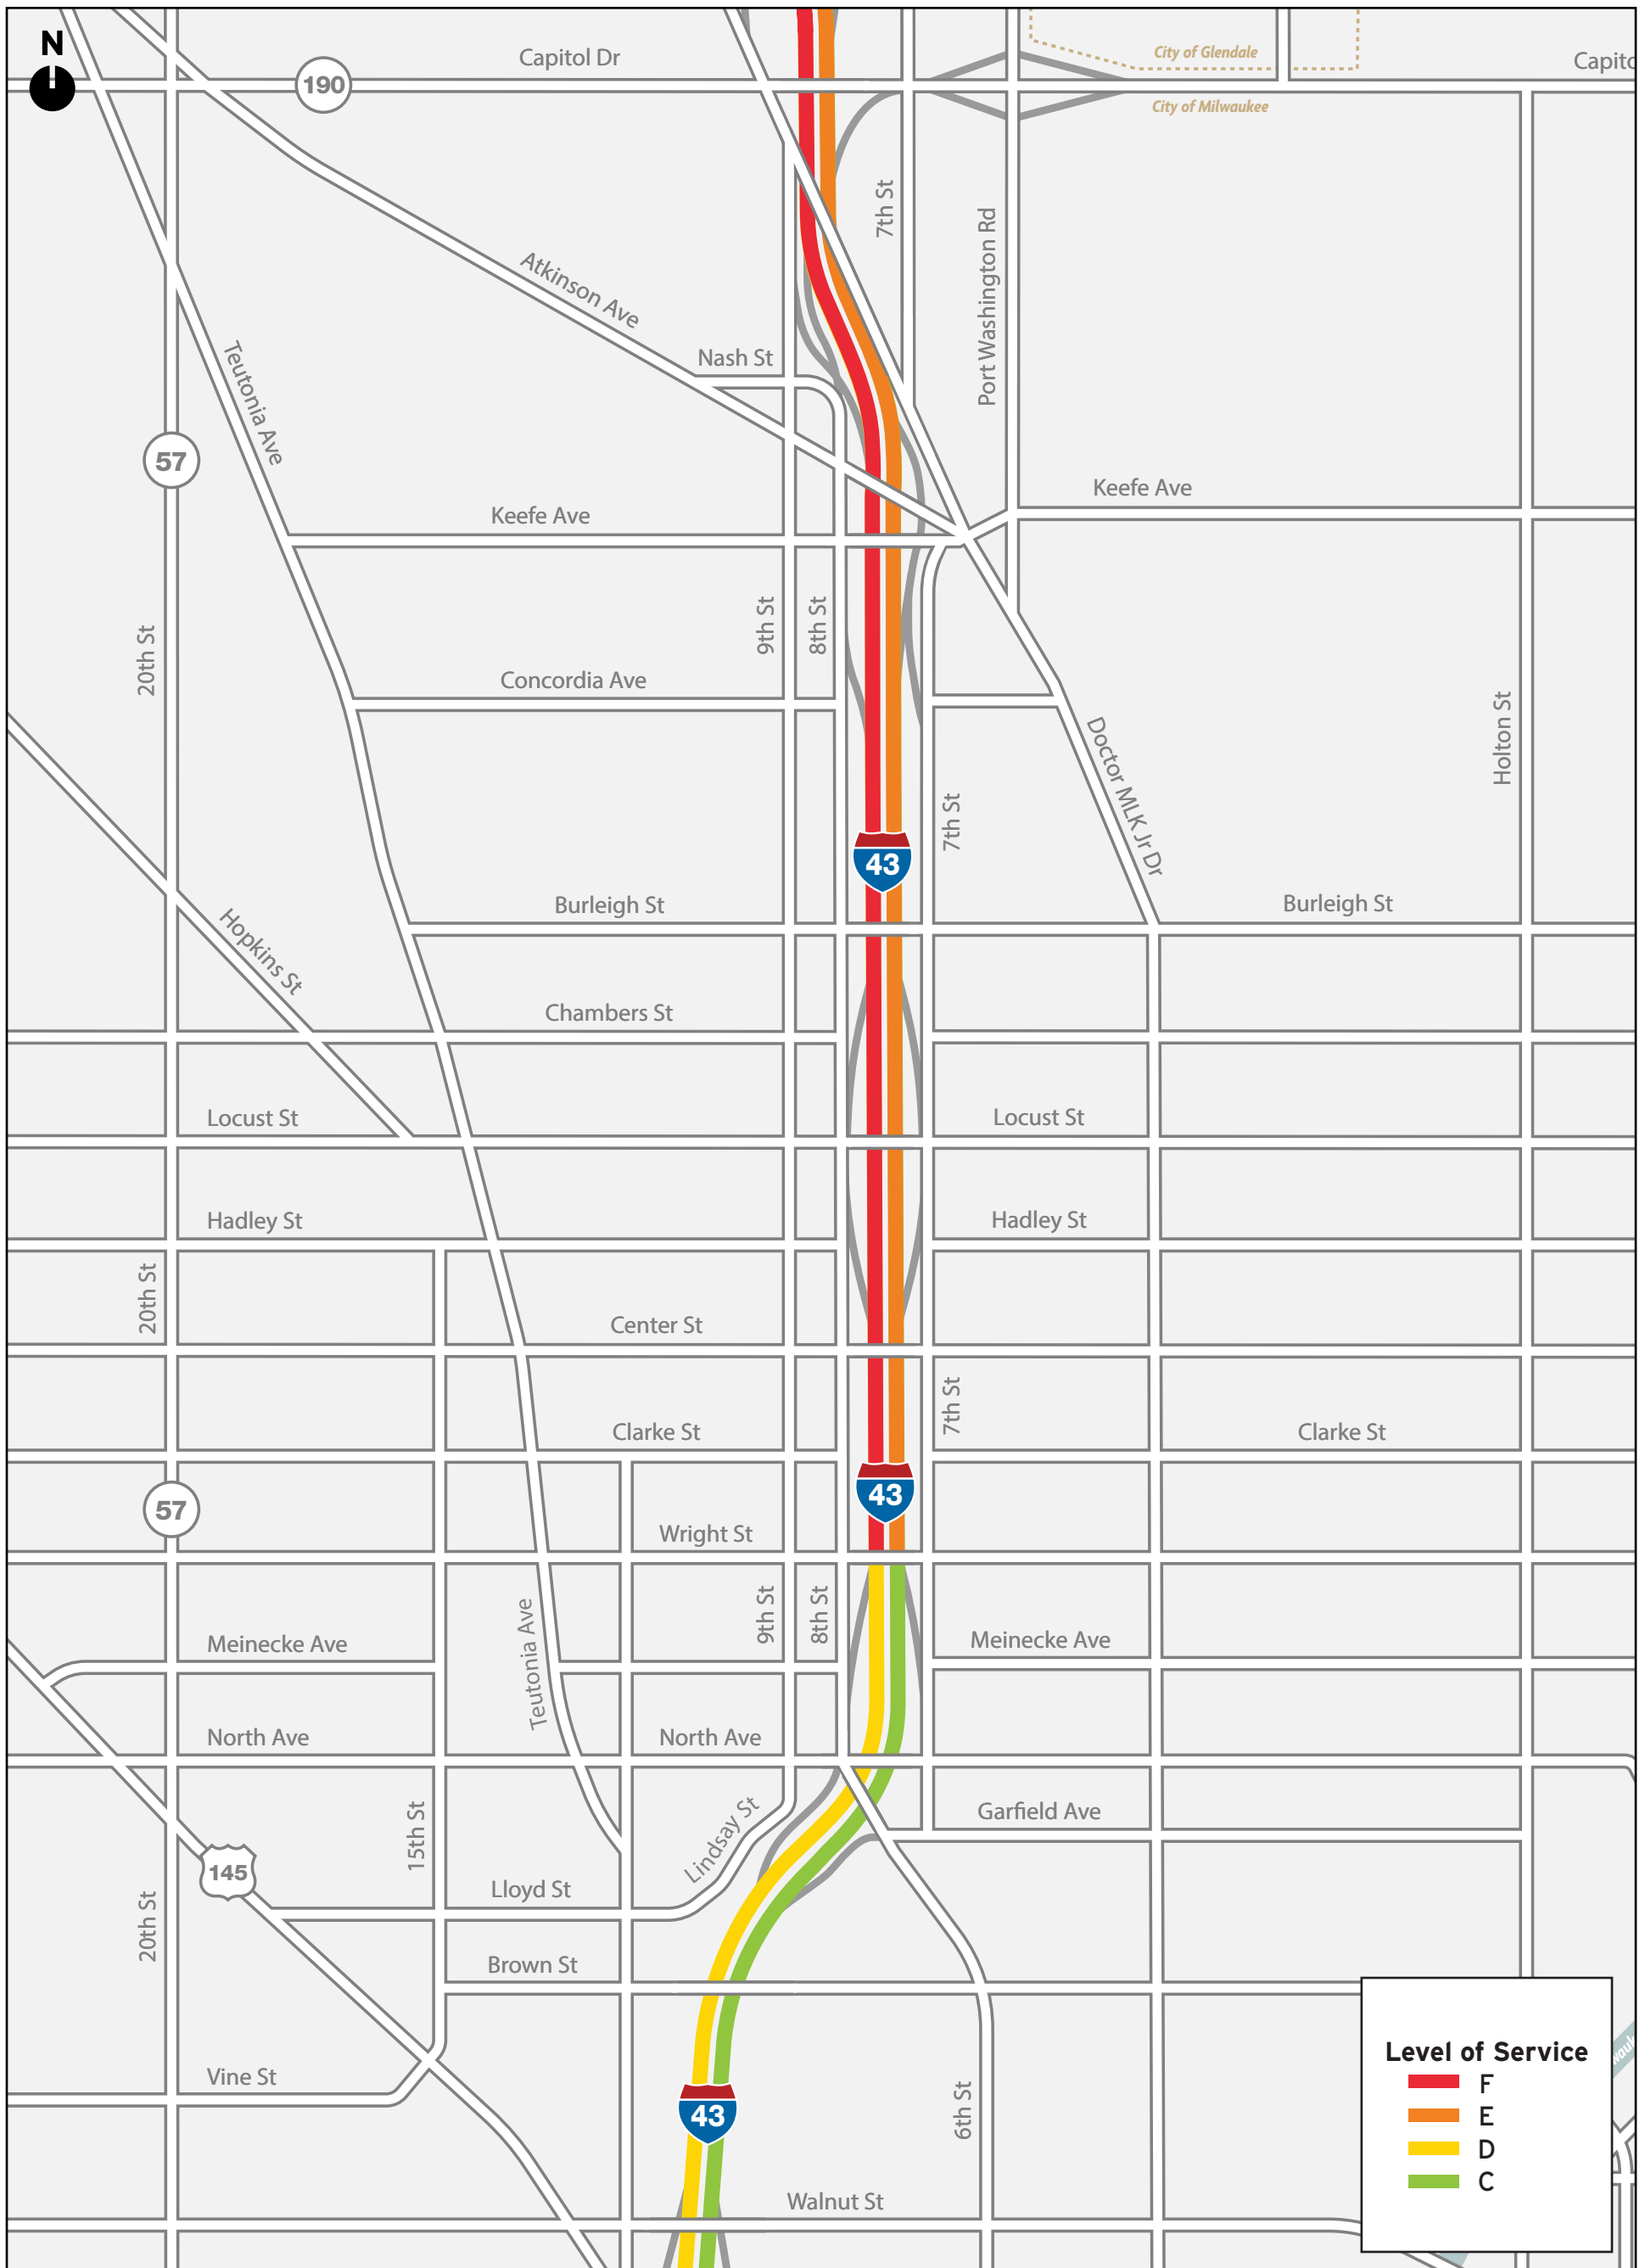 N
Capitol Dr
City of Glendale
Capitc
190
City of Milwaukee
7th St
Port Washington Rd
Atkinson Ave
Teutonia Ave
Nash St
57
Keefe Ave
Keefe Ave
20th St
9th St
8th St
Concordia Ave
Doctor MLK Jr Dr
Holton St
7th St
43
Hopkins St
Burleigh St
Burleigh St
Chambers St
Locust St
Locust St
Hadley St
Hadley St
20th St
Center St
7th St
Clarke St
Clarke St
43
57
Wright St
9th St
8th St
Teutonia Ave
Meinecke Ave
Meinecke Ave
North Ave
North Ave
Lindsay St
Garfield Ave
15th St
145
Lloyd St
20th St
Brown St
Vine St
43
6th St
Walnut St
Level of Service
F
E
D
C